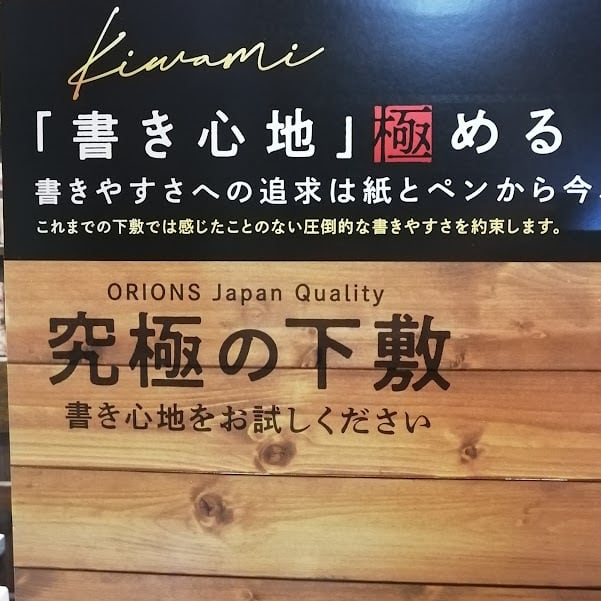 Kiwami
「書き心地」極める
書きやすさへの追求は紙とペンから今
これまでの下敷では感じたことのない圧倒的な書きやすさを約束します。
ORIONS Japan Quality
究極の下敷
書き心地をお試しください